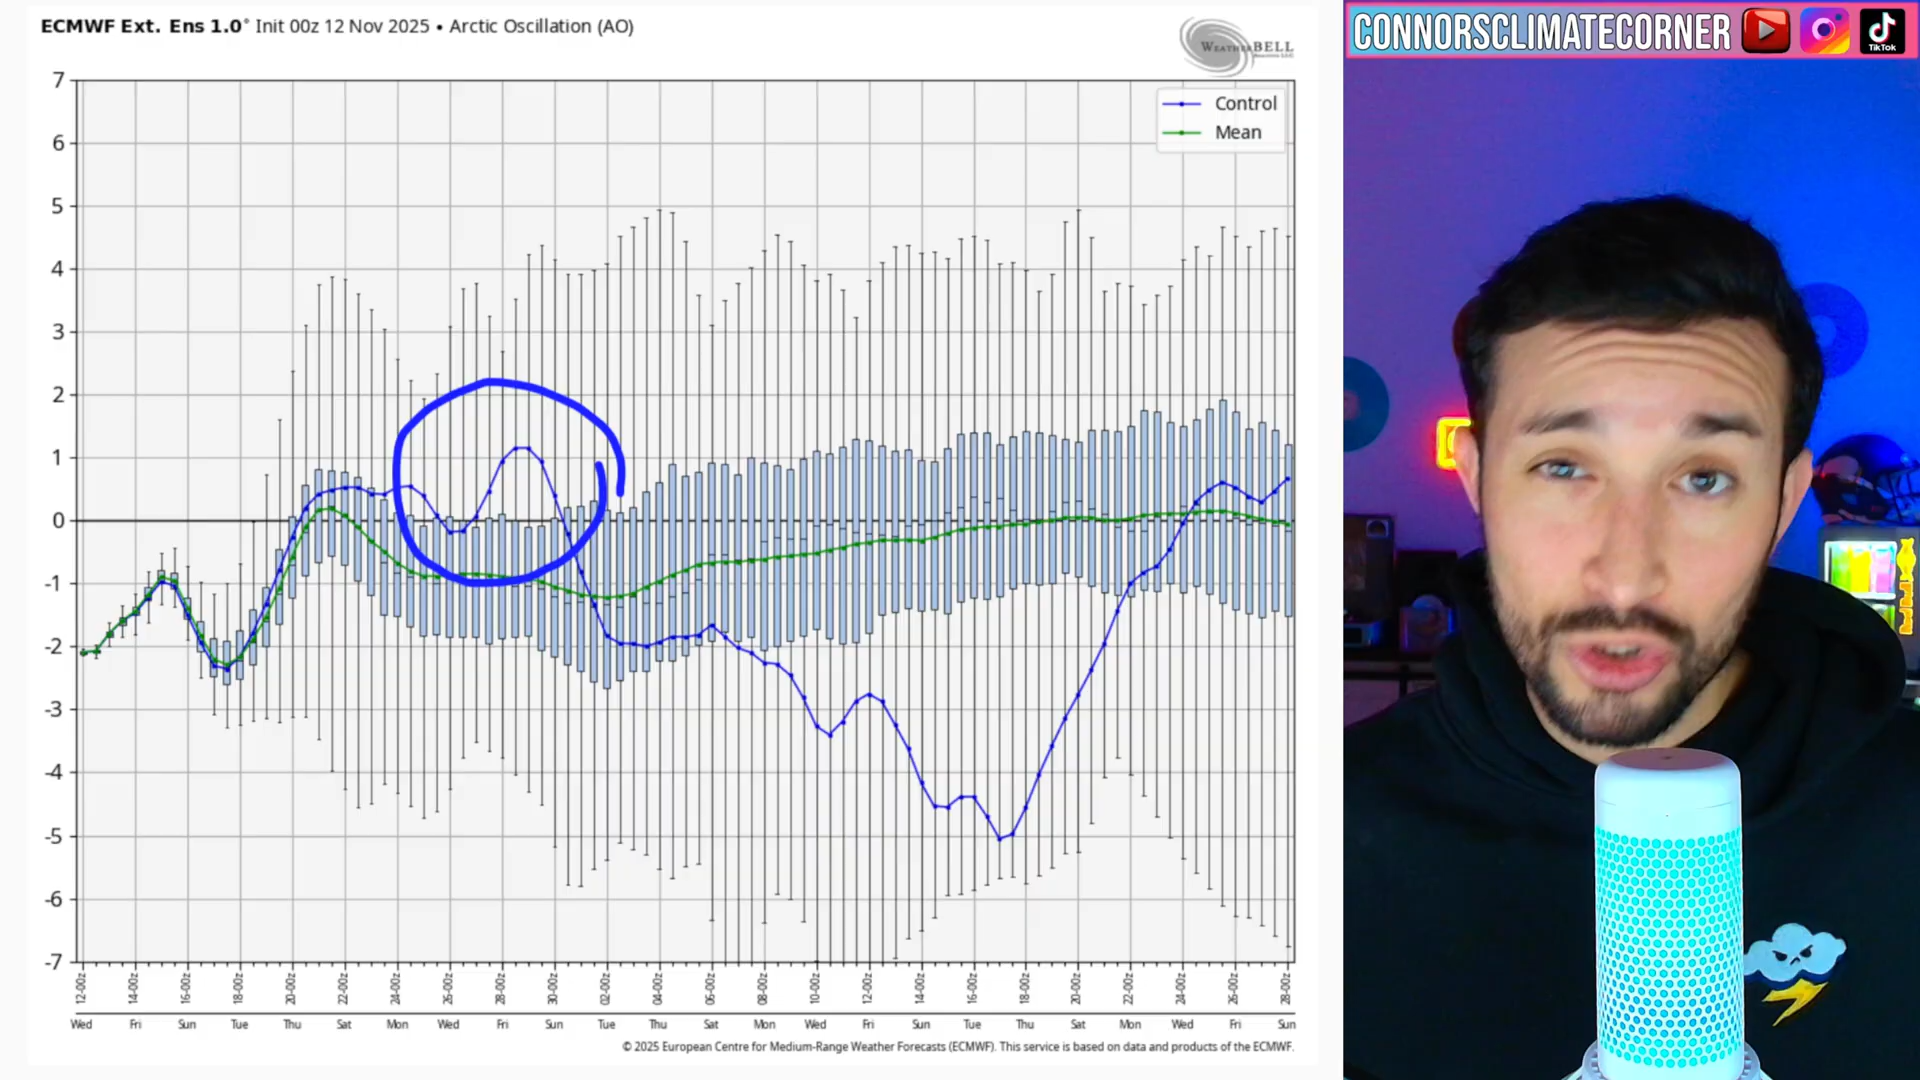 ECMWF Ext. Ens 1.0° Init 00z 12 Nov 2025 • Arctic Oscillation (AO)
WEATHERBELL
CONNORSCLIMATECORNER
TikTok
Control
Mean
7
6
5
4
3
2
1
0
-1
-2
-3
-4
-5
-6
-7
12-00z 14-00z 16-00z 18-00z 20-00z 22-00z 24-00z 26-00z 28-00z 30-00z 02-00z 04-00z 06-00z 08-00z 10-00z 12-00z 14-00z 16-00z 18-00z 20-00z 22-00z 24-00z 26-00z 28-00z
Wed Fri Sun Tue Thu Sat Mon Wed Fri Sun Tue Thu Sat Mon Wed Fri Sun Tue Thu Sat Mon Wed Fri Sun
© 2025 European Centre for Medium-Range Weather Forecasts (ECMWF). This service is based on data and products of the ECMWF.
Red Bull